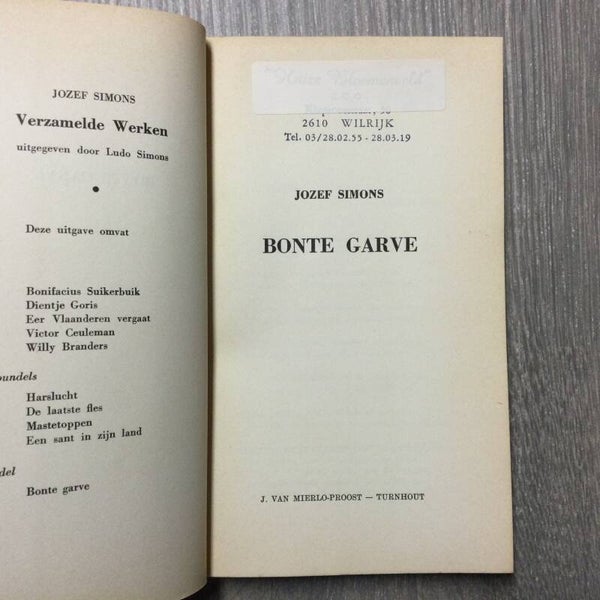 JOZEF SIMONS
Verzamelde Werken
uitgegeven door Ludo Simons
•
Deze uitgave omvat
Bonifacius Suikerbuik
Dientje Goris
Eer Vlaanderen vergaat
Victor Ceuleman
Willy Branders
bundels
Harslucht
De laatste fles
Mastetoppen
Een sant in zijn land
del
Bonte garve
2610 WILRIJK
Tel. 03/28.02.55 - 28.03.19
JOZEF SIMONS
BONTE GARVE
J. VAN MIERLO-PROOST — TURNHOUT